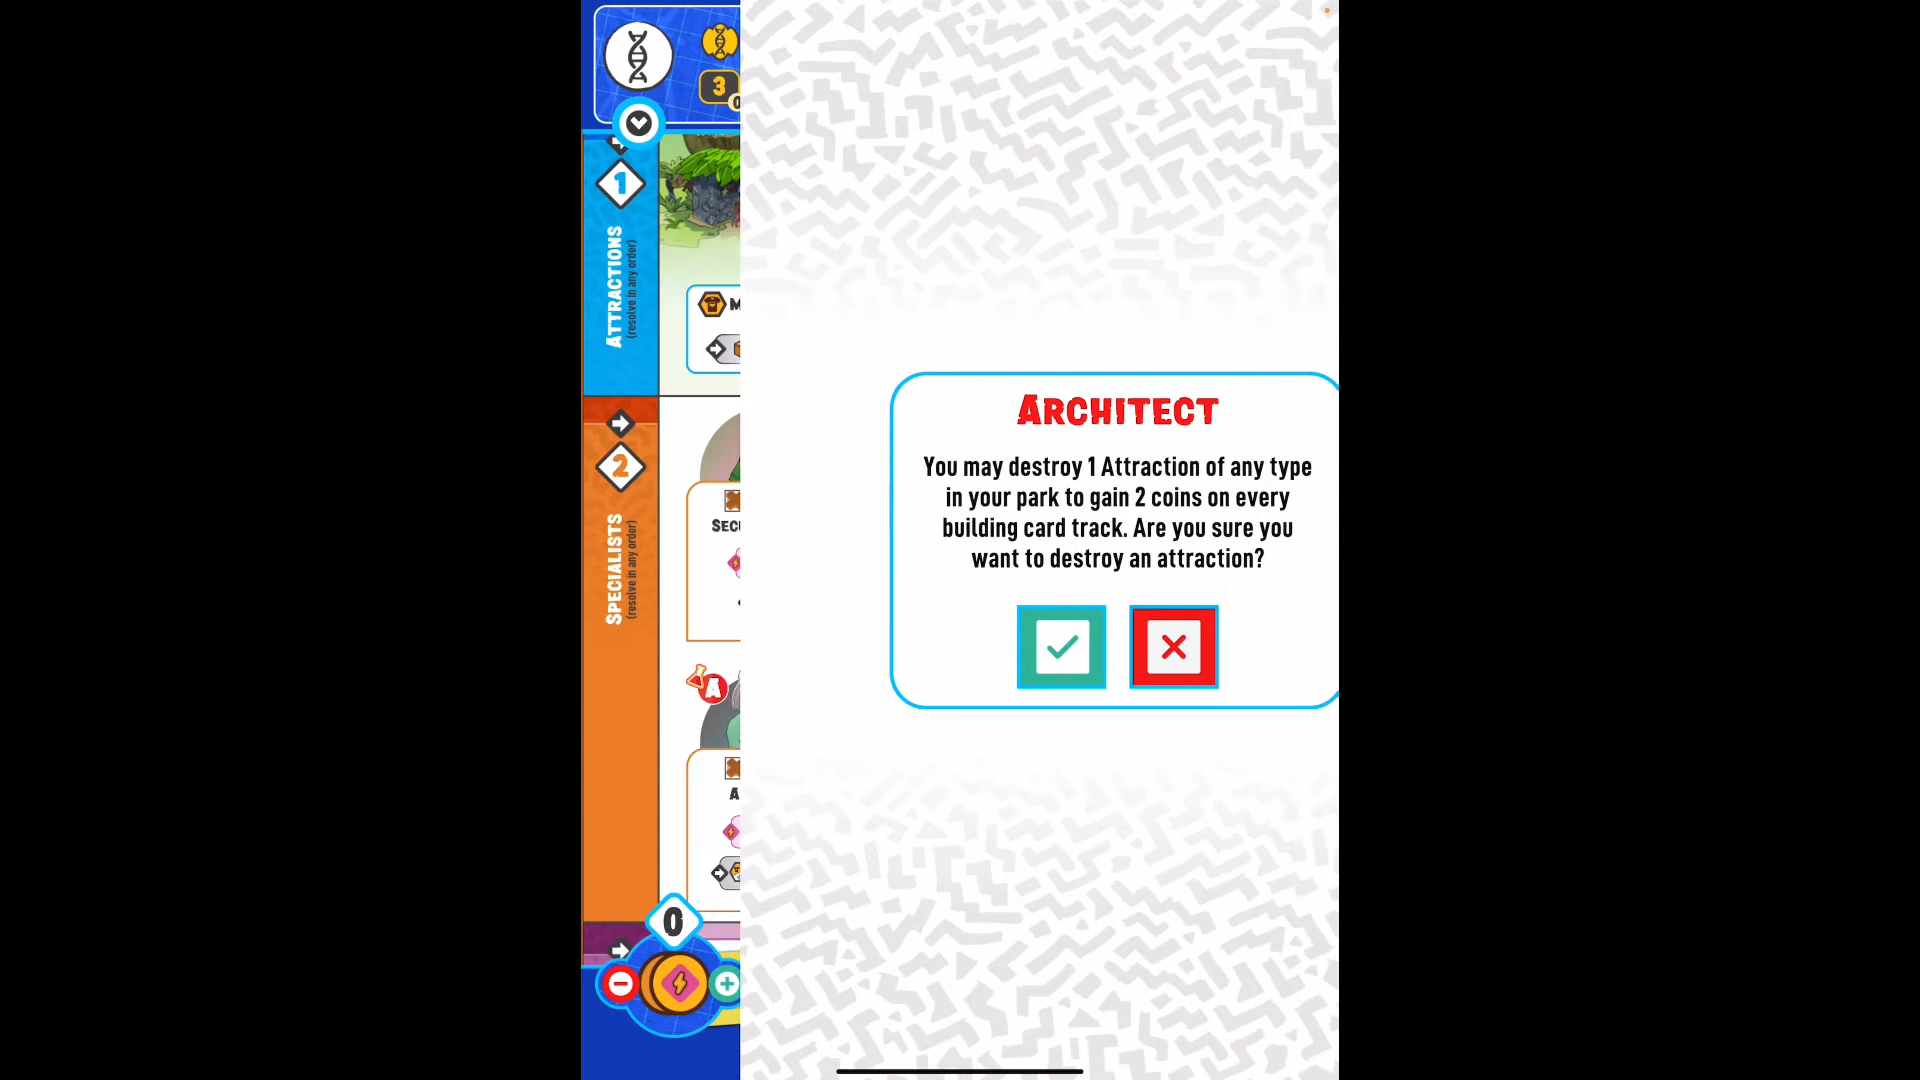 3
1
ATTRACTIONS
(resolve in any order)
2
SPECIALISTS
(resolve in any order)
A
0
ARCHITECT
You may destroy 1 Attraction of any type
in your park to gain 2 coins on every
building card track. Are you sure you
want to destroy an attraction?